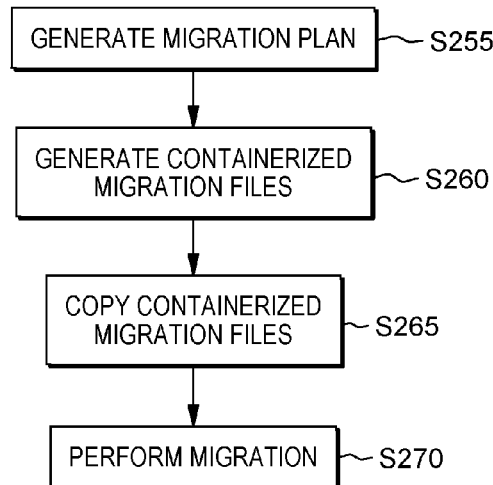 GENERATE MIGRATION PLAN
S255
GENERATE CONTAINERIZED
MIGRATION FILES
S260
COPY CONTAINERIZED
MIGRATION FILES
S265
PERFORM MIGRATION
S270